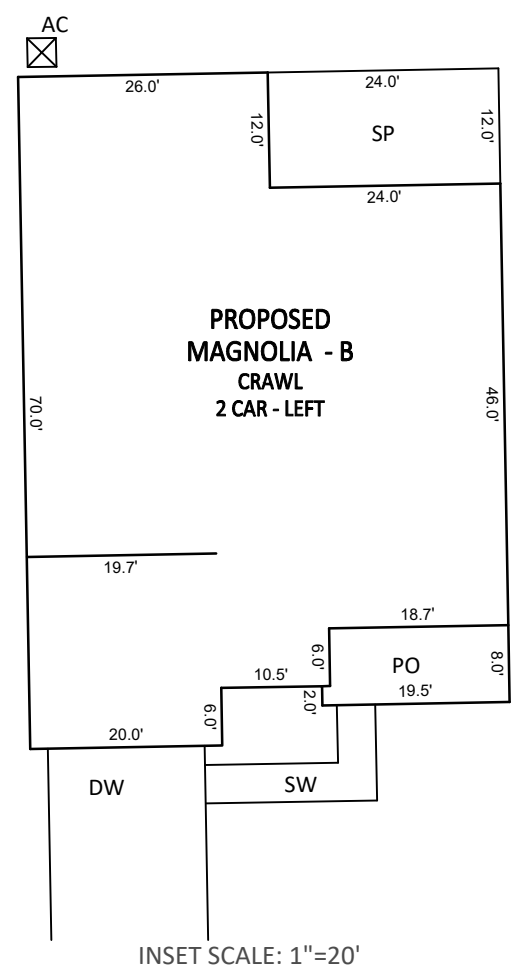 AC
26.0'
24.0'
12.0'
SP
12.0'
24.0'
PROPOSED
MAGNOLIA - B
CRAWL
2 CAR - LEFT
70.0'
46.0'
19.7'
18.7'
6.0'
PO
8.0'
10.5'
2.0'
19.5'
6.0'
20.0'
DW
SW
INSET SCALE: 1"=20'